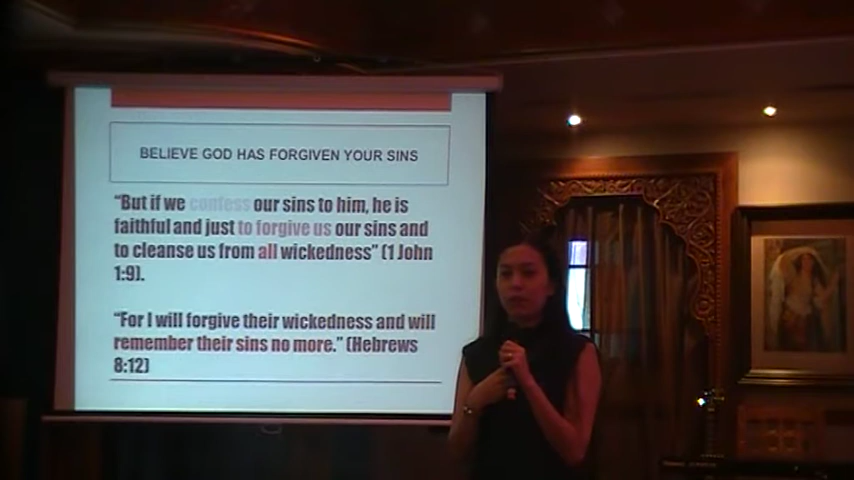 BELIEVE GOD HAS FORGIVEN YOUR SINS
“But if we confess our sins to him, he is
faithful and just to forgive us our sins and
to cleanse us from all wickedness” (1 John
1:9).
“For I will forgive their wickedness and will
remember their sins no more.” (Hebrews
8:12)